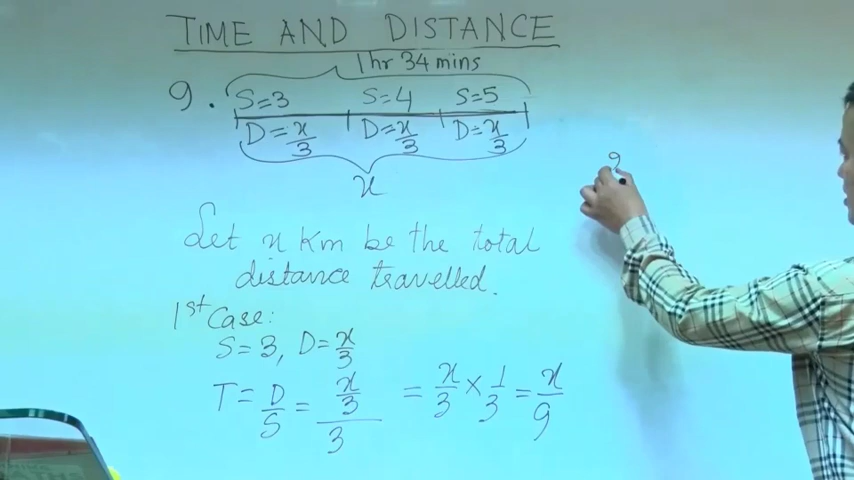 TIME AND DISTANCE
1 hr 34 mins
9. S=3 S=4 S=5
D=x/3 D=x/3 D=x/3
x
Let x Km be the total
distance travelled.
1st Case:
S=3, D=x/3
T= D/S = x/3/3 = x/3 × 1/3 = x/9